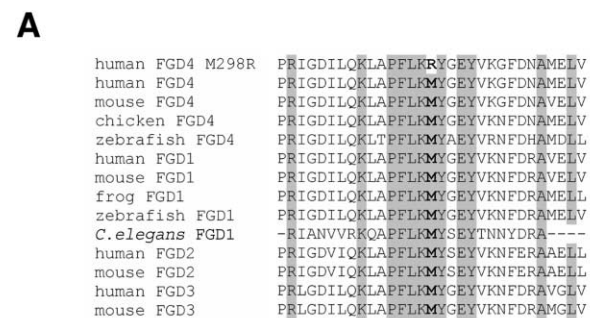 A
human FGD4 M298R PRIGDILQKLAPFLKRYGEYVKGFDNAMELV
human FGD4 PRIGDILQKLAPFLKMYGEYVKGFDNAMELV
mouse FGD4 PRIGDILQKLAPFLKMYGEYVKGFDNAVELV
chicken FGD4 PRIGDILQKLAPFLKMYGEYVKNFDNAMELV
zebrafish FGD4 PRIGDILQKLTPFLKMYAEYVRNFDHAMDLL
human FGD1 PRIGDILQKLAPFLKMYGEYVKNFDRAVELV
mouse FGD1 PRIGDILQKLAPFLKMYGEYVKNFDRAVELV
frog FGD1 PRIGDILQKLAPFLKMYGEYVKNFDRAMELL
zebrafish FGD1 PRIGDILQKLAPFLKMYGEYVKNFDRAMELV
C.elegans FGD1 -RIANVVRKQAPFLKMYSEYTNNYDRA----
human FGD2 PRIGDVIQKLAPFLKMYSEYVKNFERAAELL
mouse FGD2 PRIGDVIQKLAPFLKMYSEYVKNFERAAELL
human FGD3 PRLGDILQKLAPFLKMYGEYVKNFDRAVGLV
mouse FGD3 PRLGDILQKLAPFLKMYGEYVKNFDRAMELV